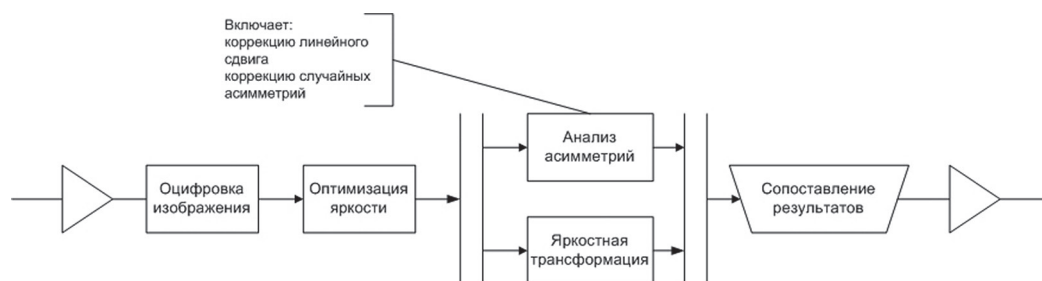 Включает:
коррекцию линейного
сдвига
коррекцию случайных
асимметрий
Оцифровка
изображения
Оптимизация
яркости
Анализ
асимметрий
Яркостная
трансформация
Сопоставление
результатов